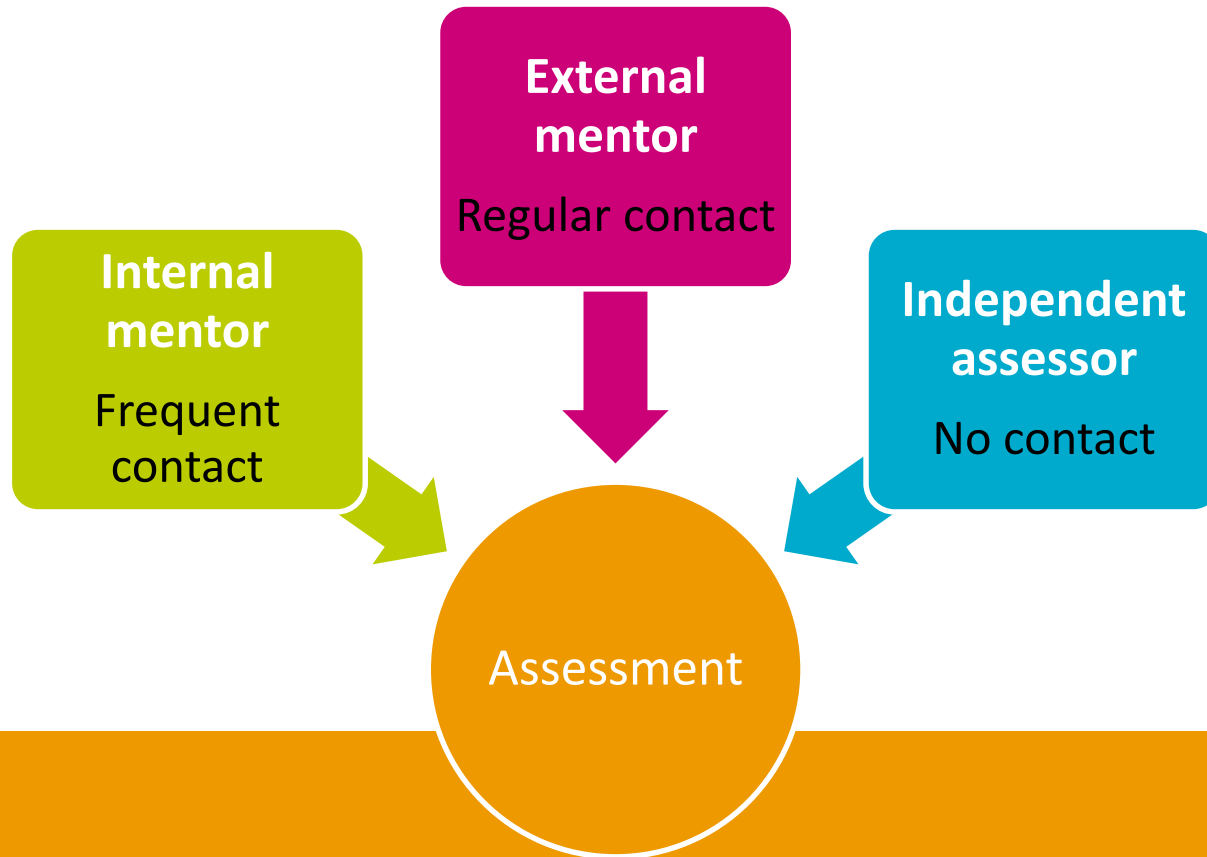 External
mentor
Regular contact
Internal
mentor
Frequent
contact
Independent
assessor
No contact
Assessment